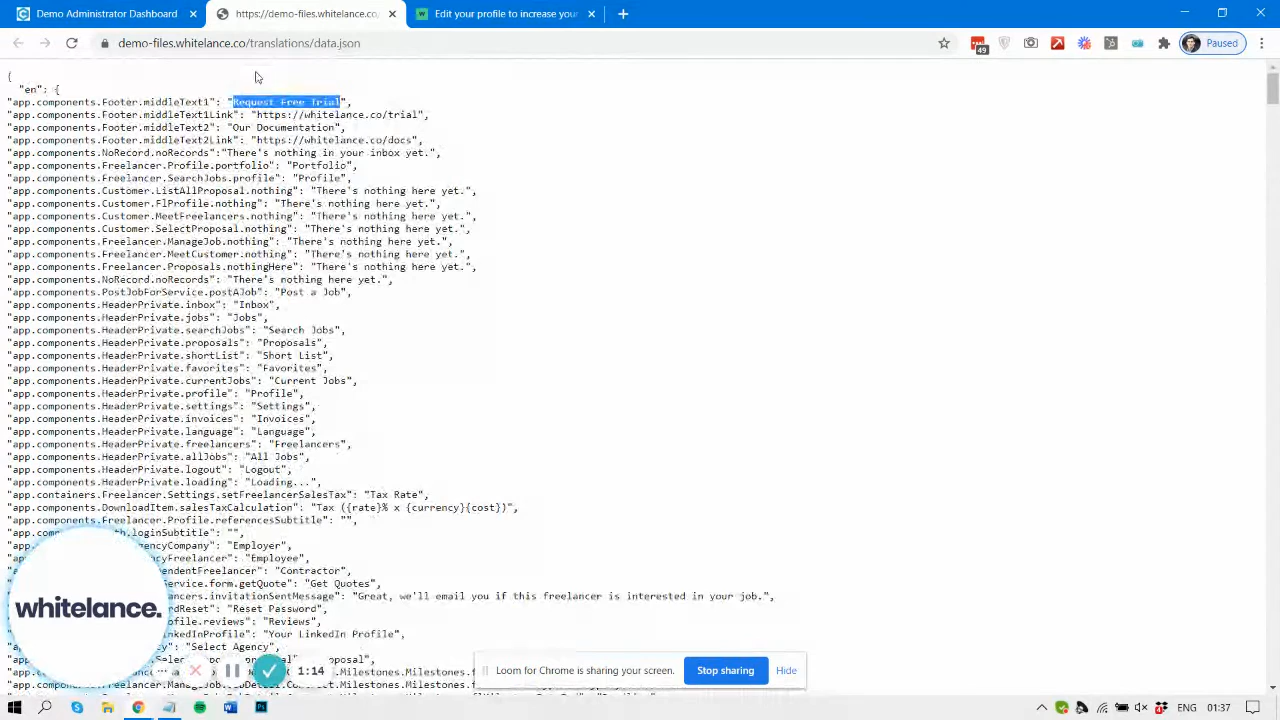 Demo Administrator Dashboard
https://demo-files.whitelance.co/
Edit your profile to increase your
demo-files.whitelance.co/translations/data.json
49
Paused
{
"en": {
"app.components.Footer.middleText1": "Request Free Trial",
"app.components.Footer.middleText1Link": "https://whitelance.co/trial",
"app.components.Footer.middleText2": "Our Documentation",
"app.components.Footer.middleText2Link": "https://whitelance.co/docs",
"app.components.NoRecord.noRecords":"There's nothing in your inbox yet.",
"app.components.Freelancer.Profile.portfolio": "Portfolio",
"app.components.Freelancer.SearchJobs.profile": "Profile",
"app.components.Customer.ListAllProposal.nothing": "There's nothing here yet.",
"app.components.Customer.FlProfile.nothing": "There's nothing here yet.",
"app.components.Customer.MeetFreelancers.nothing": "There's nothing here yet.",
"app.components.Customer.SelectProposal.nothing": "There's nothing here yet.",
"app.components.Freelancer.ManageJob.nothing": "There's nothing here yet.",
"app.components.Freelancer.MeetCustomer.nothing": "There's nothing here yet.",
"app.components.Freelancer.Proposals.nothingHere": "There's nothing here yet.",
"app.components.NoRecord.noRecords": "There's nothing here yet.",
"app.components.PostJobForService.postAJob": "Post a Job",
"app.components.HeaderPrivate.inbox": "Inbox",
"app.components.HeaderPrivate.jobs": "Jobs",
"app.components.HeaderPrivate.searchJobs": "Search Jobs",
"app.components.HeaderPrivate.proposals": "Proposals",
"app.components.HeaderPrivate.shortList": "Short List",
"app.components.HeaderPrivate.favorites": "Favorites",
"app.components.HeaderPrivate.currentJobs": "Current Jobs",
"app.components.HeaderPrivate.profile": "Profile",
"app.components.HeaderPrivate.settings": "Settings",
"app.components.HeaderPrivate.invoices": "Invoices",
"app.components.HeaderPrivate.language": "Language",
"app.components.HeaderPrivate.freelancers": "Freelancers",
"app.components.HeaderPrivate.allJobs": "All Jobs",
"app.components.HeaderPrivate.logout": "Logout",
"app.components.HeaderPrivate.loading": "Loading...",
"app.containers.Freelancer.Settings.setFreelancerSalesTax": "Tax Rate",
"app.components.DownloadItem.salesTaxCalculation": "Tax ({rate}% x {currency}{cost})",
"app.components.Freelancer.Profile.referencesSubtitle": "",
loginSubtitle": "",
gencyCompany": "Employer",
gencyFreelancer": "Employee",
endentFreelancer": "Contractor",
rvice.form.getQuote": "Get Quotes",
ancers.invitationSentMessage": "Great, we'll email you if this freelancer is interested in your job.",
rdReset": "Reset Password",
rofile.reviews": "Reviews",
nkedInProfile": "Your LinkedIn Profile",
gency": "Select Agency",
whitelance.
1:14
Loom for Chrome is sharing your screen.
Stop sharing
Hide
ENG
01:37